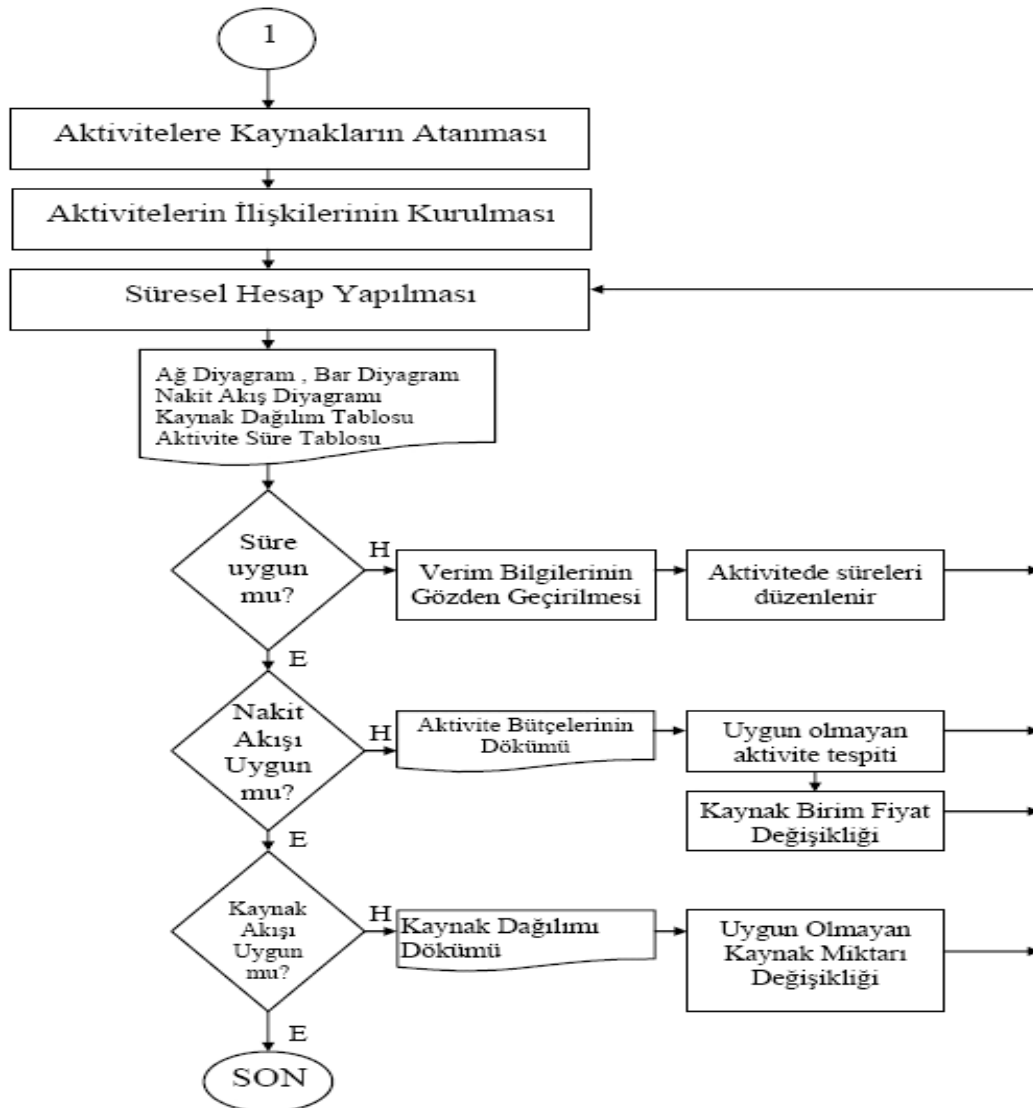 1
Aktivitelere Kaynakların Atanması
Aktivitelerin İlişkilerinin Kurulması
Süresel Hesap Yapılması
Ağ Diyagram , Bar Diyagram
Nakit Akış Diyagramı
Kaynak Dağılım Tablosu
Aktivite Süre Tablosu
Süre
uygun
mu?
H
Verim Bilgilerinin
Gözden Geçirilmesi
Aktivitede süreleri
düzenlenir
E
Nakit
Akışı
Uygun
mu?
H
Aktivite Bütçelerinin
Dökümü
Uygun olmayan
aktivite tespiti
Kaynak Birim Fiyat
Değişikliği
E
Kaynak
Akışı
Uygun
mu?
H
Kaynak Dağılımı
Dökümü
Uygun Olmayan
Kaynak Miktarı
Değişikliği
E
SON